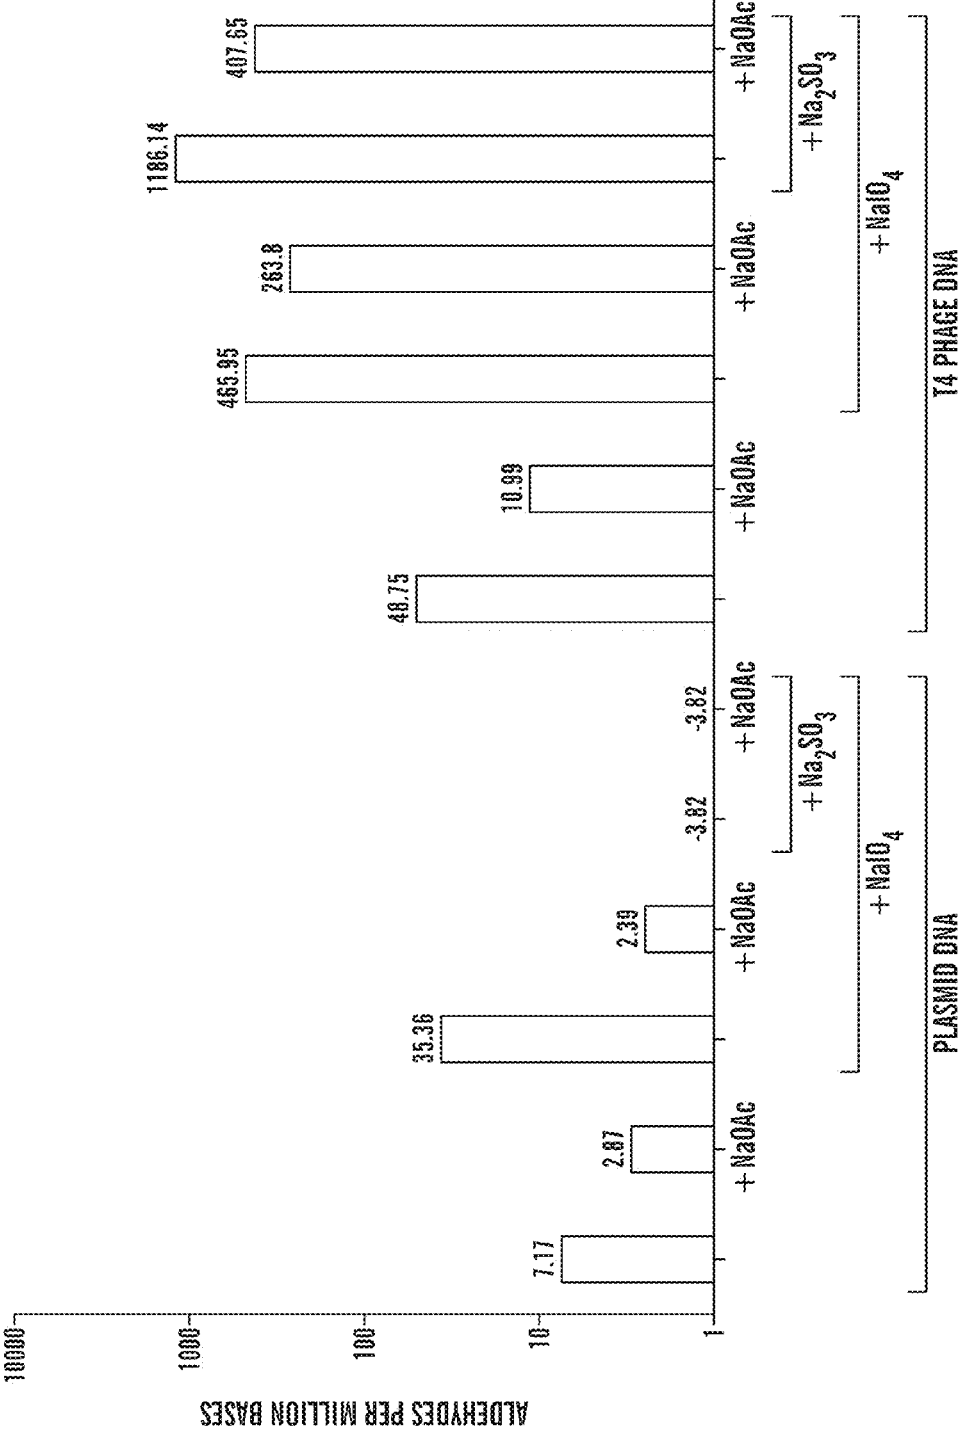 ALDEHYDES PER MILLION BASES
10000
1000
100
10
1
7.17
2.87
35.36
2.39
-3.82
-3.82
48.75
10.99
465.95
263.8
1186.14
407.65
+ NaOAc
+ NaOAc
+ NaOAc
+ NaOAc
+ NaOAc
+ NaOAc
+ Na2SO3
+ Na2SO3
+ NaIO4
+ NaIO4
PLASMID DNA
T4 PHAGE DNA